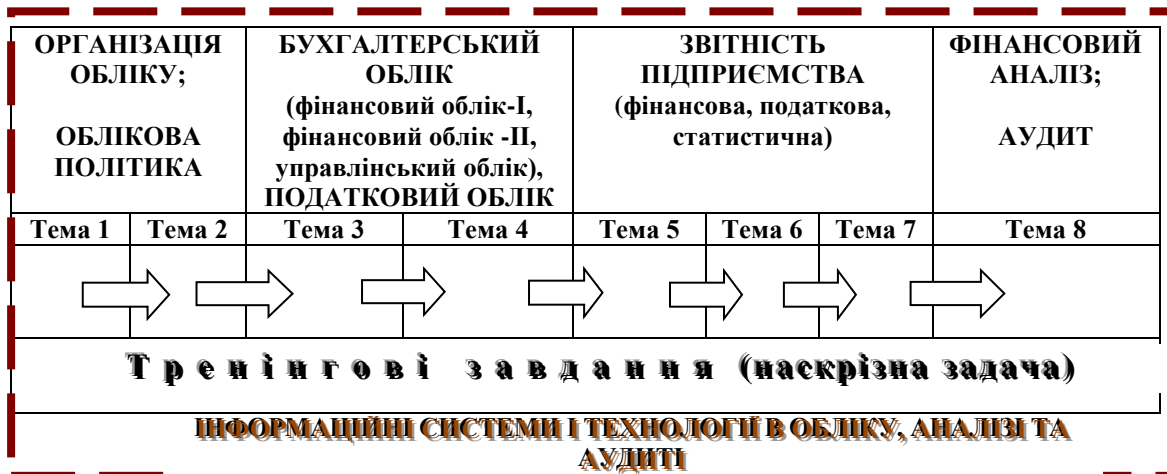 ОРГАНІЗАЦІЯ
ОБЛІКУ;
ОБЛІКОВА
ПОЛІТИКА
БУХГАЛТЕРСЬКИЙ
ОБЛІК
(фінансовий облік-І,
фінансовий облік -ІІ,
управлінський облік),
ПОДАТКОВИЙ ОБЛІК
ЗВІТНІСТЬ
ПІДПРИЄМСТВА
(фінансова, податкова,
статистична)
ФІНАНСОВИЙ
АНАЛІЗ;
АУДИТ
Тема 1 Тема 2 Тема 3 Тема 4 Тема 5 Тема 6 Тема 7 Тема 8
Т р е н і н г о в і з а в д а н н я (наскрізна задача)
ІНФОРМАЦІЙНІ СИСТЕМИ І ТЕХНОЛОГІЇ В ОБЛІКУ, АНАЛІЗІ ТА
АУДИТІ